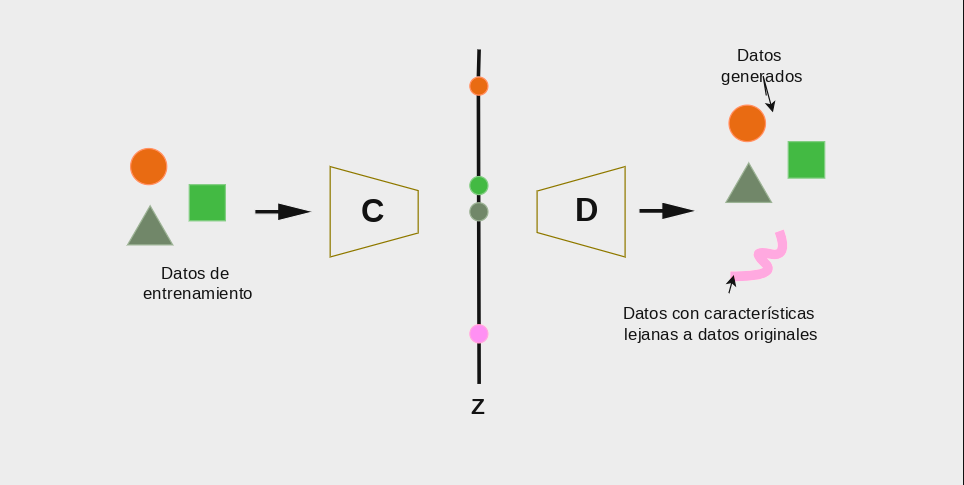 Datos
generados
C
D
Datos de
entrenamiento
Datos con características
lejanas a datos originales
Z